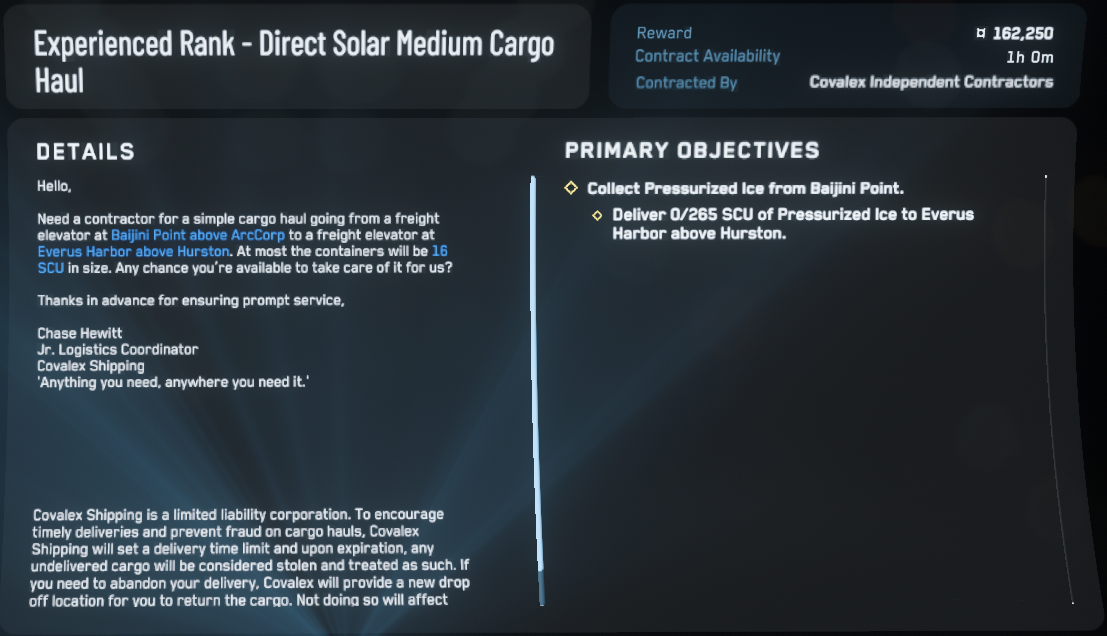 Experienced Rank - Direct Solar Medium Cargo
Haul
Reward ¤ 162,250
Contract Availability 1h 0m
Contracted By Covalex Independent Contractors
DETAILS
Hello,
Need a contractor for a simple cargo haul going from a freight
elevator at Baijini Point above ArcCorp to a freight elevator at
Everus Harbor above Hurston. At most the containers will be 16
SCU in size. Any chance you're available to take care of it for us?
Thanks in advance for ensuring prompt service,
Chase Hewitt
Jr. Logistics Coordinator
Covalex Shipping
'Anything you need, anywhere you need it.'
Covalex Shipping is a limited liability corporation. To encourage
timely deliveries and prevent fraud on cargo hauls, Covalex
Shipping will set a delivery time limit and upon expiration, any
undelivered cargo will be considered stolen and treated as such. If
you need to abandon your delivery, Covalex will provide a new drop
off location for you to return the cargo. Not doing so will affect
PRIMARY OBJECTIVES
Collect Pressurized Ice from Baijini Point.
Deliver 0/265 SCU of Pressurized Ice to Everus
Harbor above Hurston.